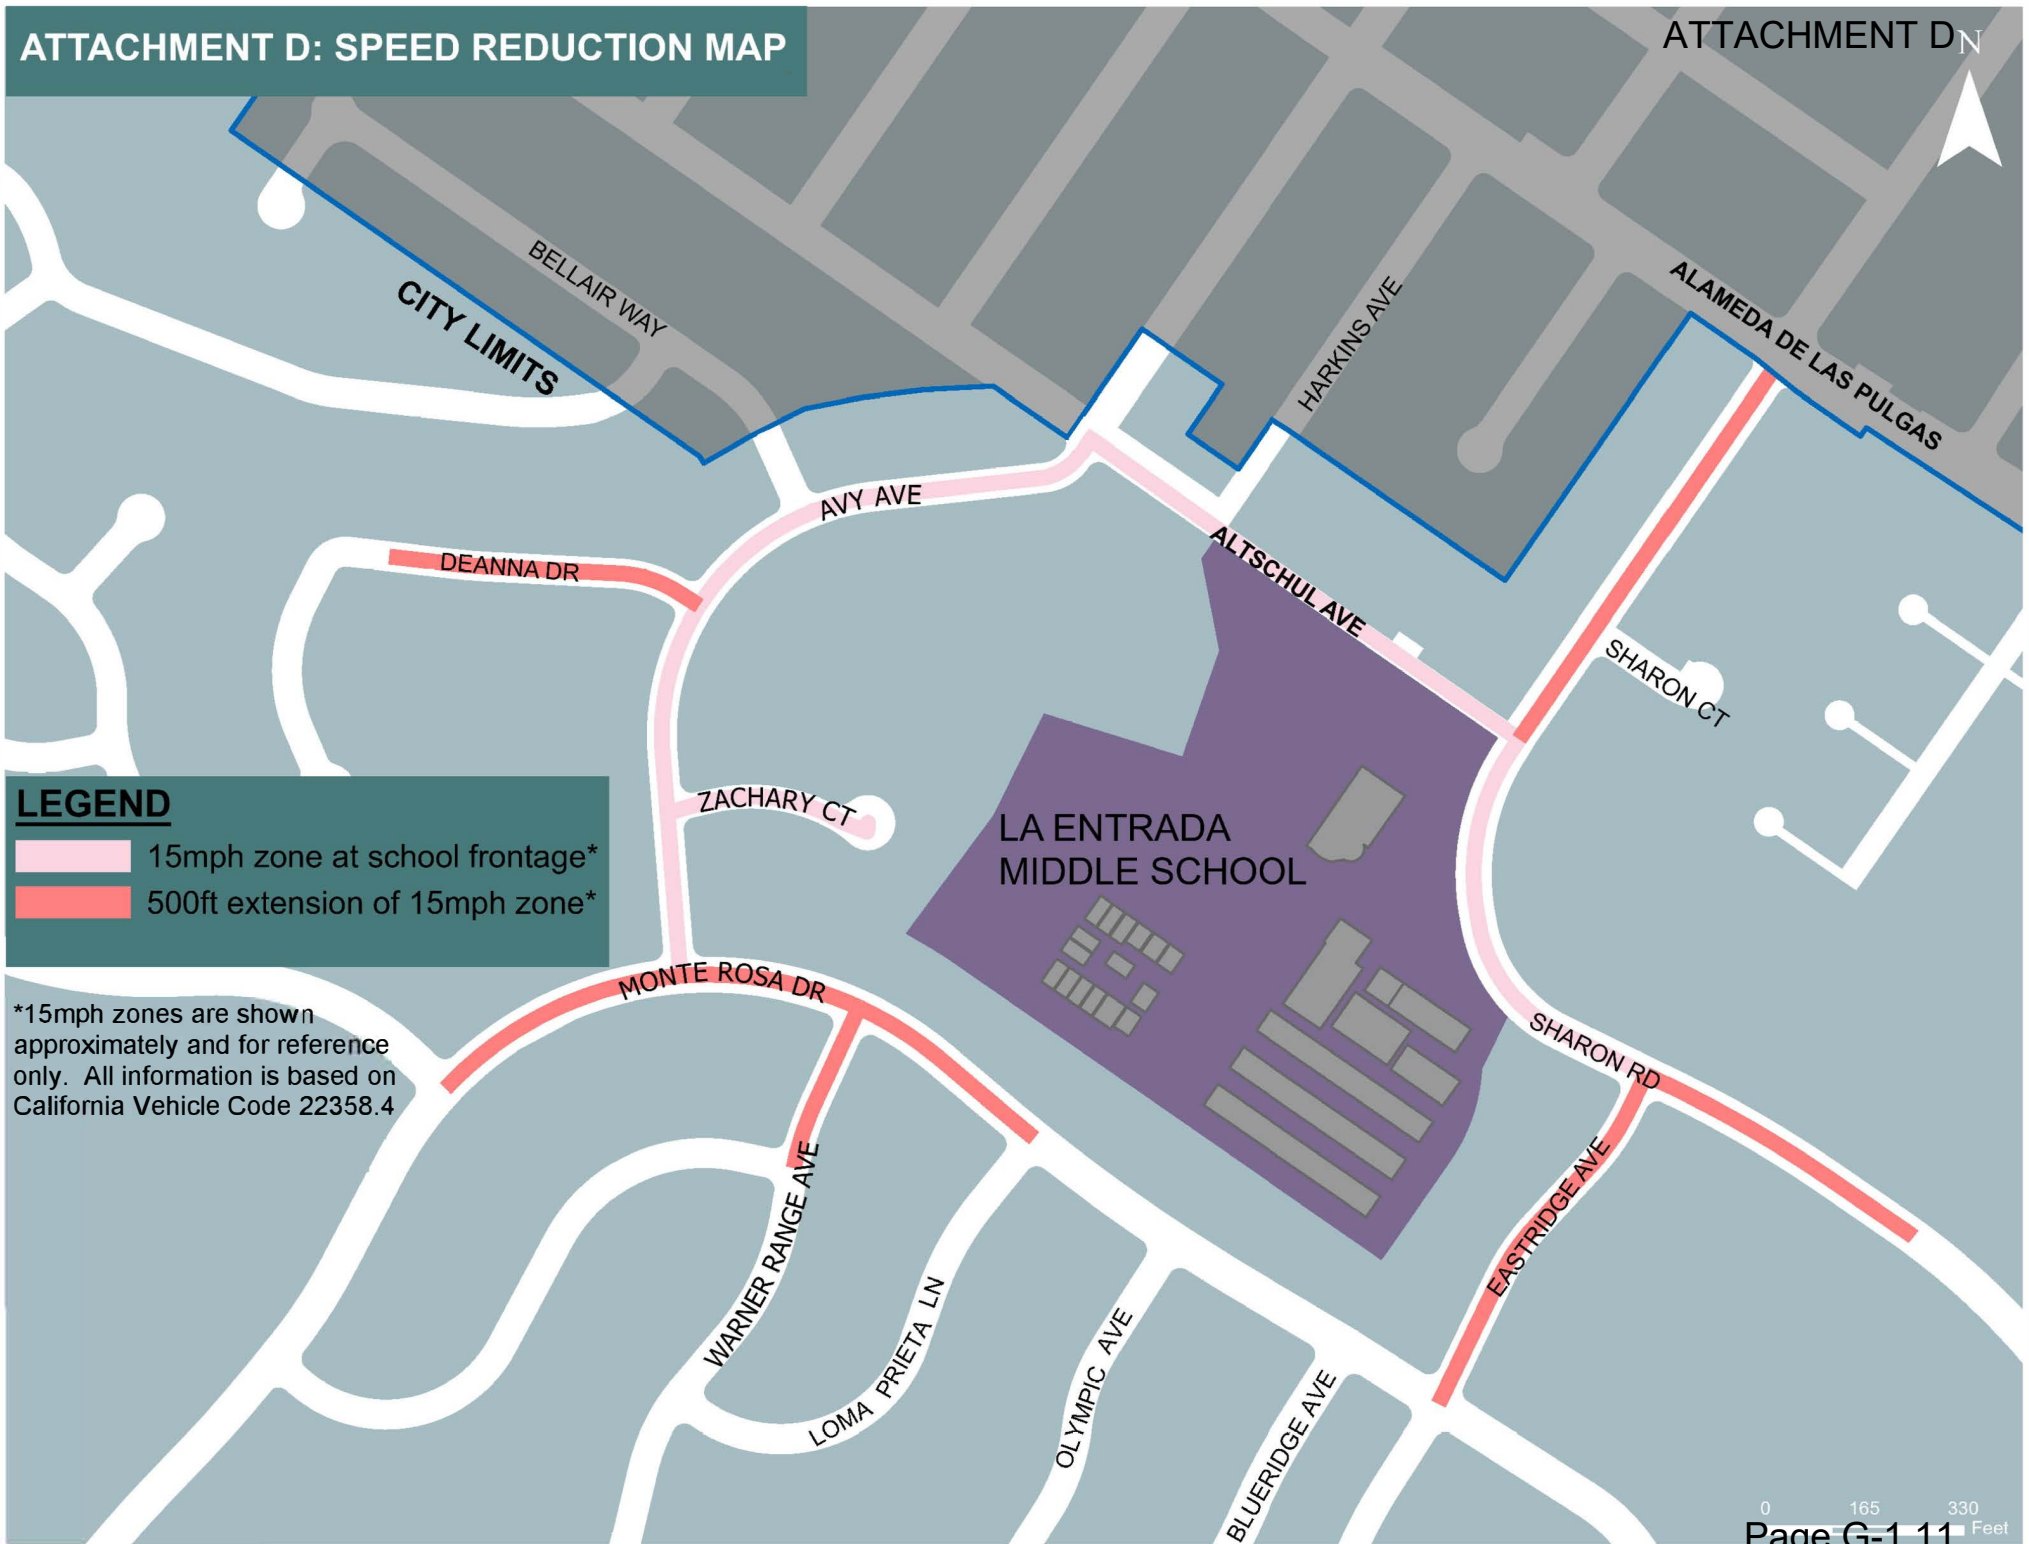 ATTACHMENT D: SPEED REDUCTION MAP
ATTACHMENT D
N
BELLAIR WAY
CITY LIMITS
HARKINS AVE
ALAMEDA DE LAS PULGAS
AVY AVE
DEANNA DR
ALTSCHUL AVE
SHARON CT
ZACHARY CT
LEGEND
15mph zone at school frontage*
500ft extension of 15mph zone*
LA ENTRADA
MIDDLE SCHOOL
MONTE ROSA DR
*15mph zones are shown
approximately and for reference
only. All information is based on
California Vehicle Code 22358.4
SHARON RD
EASTRIDGE AVE
WARNER RANGE AVE
LOMA PRIETA LN
OLYMPIC AVE
BLUERIDGE AVE
0 165 330
Feet
Page G-1.11